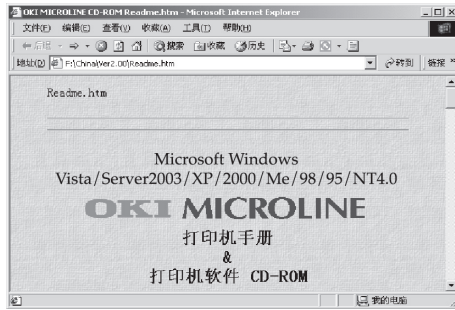 OKI MICROLINE CD-ROM Readme.htm - Microsoft Internet Explorer
文件(F) 编辑(E) 查看(V) 收藏(A) 工具(T) 帮助(H)
后退 搜索 收藏 历史
地址(D) F:\China\Ver2.00\Readme.htm 转到 链接 »
Readme.htm
Microsoft Windows
Vista/Server2003/XP/2000/Me/98/95/NT4.0
OKI MICROLINE
打印机手册
&
打印机软件 CD-ROM
我的电脑